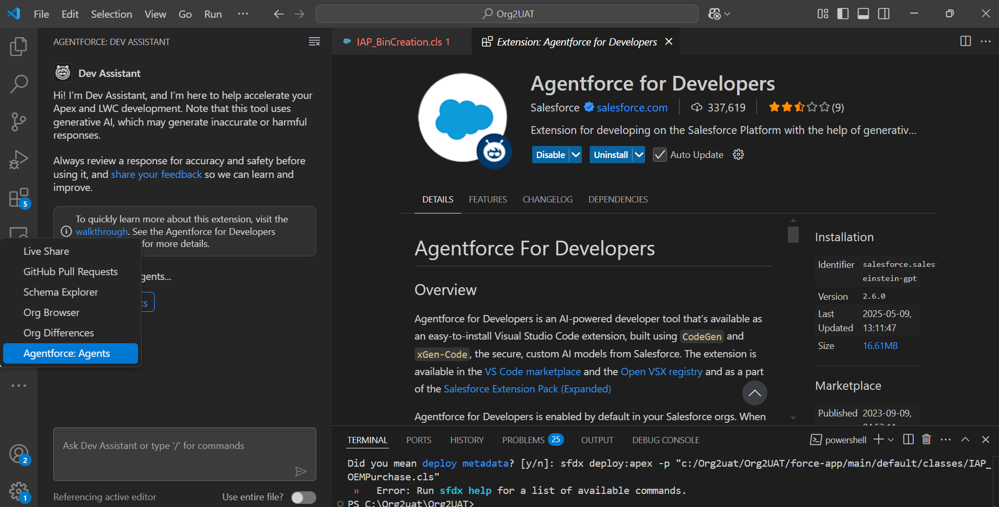 File Edit Selection View Go Run ···
Org2UAT
AGENTFORCE: DEV ASSISTANT
Dev Assistant
Hi! I'm Dev Assistant, and I'm here to help accelerate your
Apex and LWC development. Note that this tool uses
generative AI, which may generate inaccurate or harmful
responses.
Always review a response for accuracy and safety before
using it, and share your feedback so we can learn and
improve.
To quickly learn more about this extension, visit the
walkthrough. See the Agentforce for Developers
for more details.
gents...
ts
5
Live Share
GitHub Pull Requests
Schema Explorer
Org Browser
Org Differences
Agentforce: Agents
2
1
Ask Dev Assistant or type '/' for commands
Referencing active editor Use entire file?
IAP_BinCreation.cls 1
Extension: Agentforce for Developers
Agentforce for Developers
Salesforce salesforce.com 337,619 (9)
Extension for developing on the Salesforce Platform with the help of generativ...
Disable Uninstall Auto Update
DETAILS FEATURES CHANGELOG DEPENDENCIES
Agentforce For Developers
Overview
Agentforce for Developers is an AI-powered developer tool that's available as
an easy-to-install Visual Studio Code extension, built using CodeGen and
xGen-Code, the secure, custom AI models from Salesforce. The extension is
available in the VS Code marketplace and the Open VSX registry and as a part
of the Salesforce Extension Pack (Expanded)
Agentforce for Developers is enabled by default in your Salesforce orgs. When
Installation
Identifier salesforce.sales
einstein-gpt
Version 2.6.0
Last 2025-05-09,
Updated 13:11:47
Size 16.61MB
Marketplace
Published 2023-09-09,
TERMINAL PORTS HISTORY PROBLEMS 25 OUTPUT DEBUG CONSOLE powershell
Did you mean deploy metadata? [y/n]: sfdx deploy:apex -p "c:/Org2uat/Org2UAT/force-app/main/default/classes/IAP_
OEMPurchase.cls"
» Error: Run sfdx help for a list of available commands.
PS C:\Org2uat\Org2UAT>